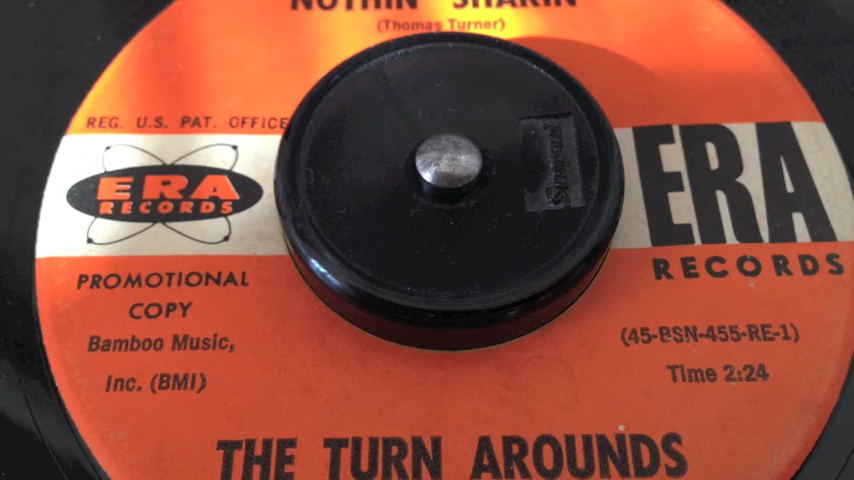 NOTHIN' SHAKIN'
(Thomas Turner)
REG. U.S. PAT. OFFICE
ERA
RECORDS
ERA
RECORDS
PROMOTIONAL
COPY
Bamboo Music,
Inc. (BMI)
(45-BSN-455-RE-1)
Time 2:24
THE TURN AROUNDS